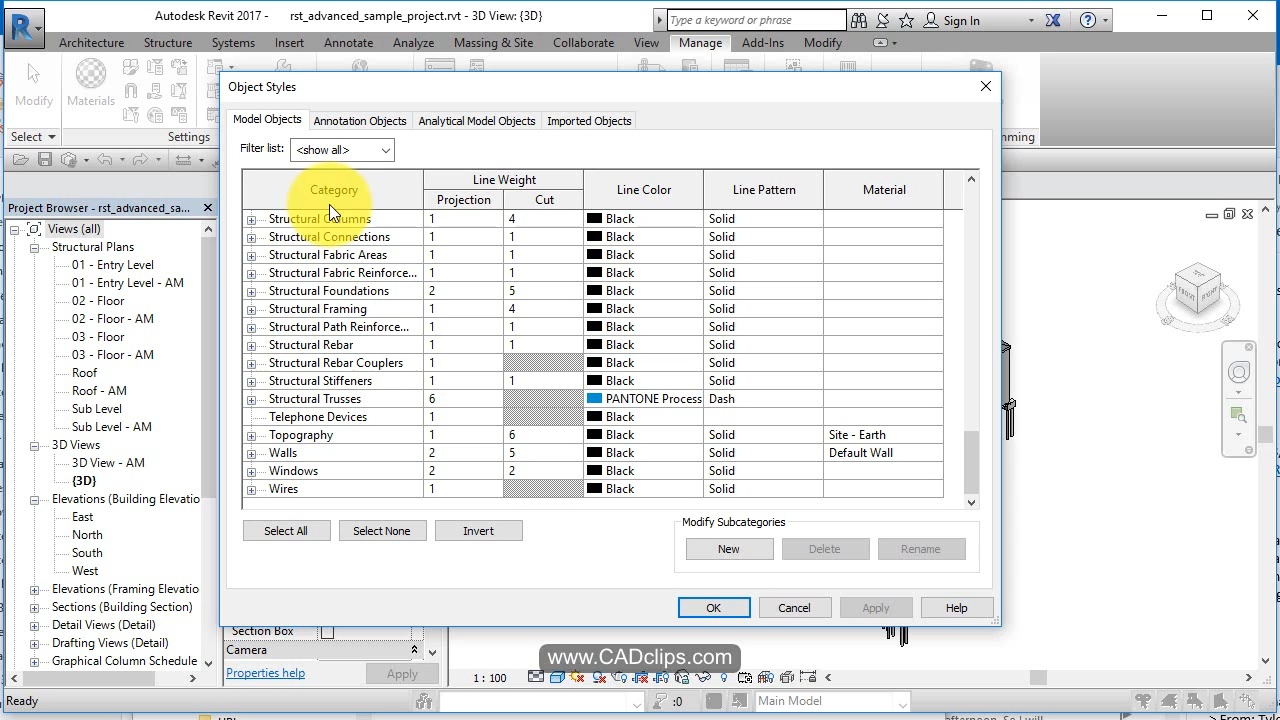 Autodesk Revit 2017 - rst_advanced_sample_project.rvt - 3D View: {3D}
Type a keyword or phrase
Sign In
Architecture Structure Systems Insert Annotate Analyze Massing & Site Collaborate View Manage Add-Ins Modify
Modify
Materials
Select
Settings
Object Styles
Model Objects Annotation Objects Analytical Model Objects Imported Objects
Filter list: <show all>
Category Line Weight Line Color Line Pattern Material
Projection Cut
Structural Columns 1 4 Black Solid
Structural Connections 1 1 Black Solid
Structural Fabric Areas 1 1 Black Solid
Structural Fabric Reinforce... 1 1 Black Solid
Structural Foundations 2 5 Black Solid
Structural Framing 1 4 Black Solid
Structural Path Reinforce... 1 1 Black Solid
Structural Rebar 1 1 Black Solid
Structural Rebar Couplers 1 Black Solid
Structural Stiffeners 1 1 Black Solid
Structural Trusses 6 PANTONE Process Dash
Telephone Devices 1 Black
Topography 1 6 Black Solid Site - Earth
Walls 2 5 Black Solid Default Wall
Windows 2 2 Black Solid
Wires 1 Black Solid
Select All Select None Invert
Modify Subcategories
New Delete Rename
OK Cancel Apply Help
Project Browser - rst_advanced_sa...
Views (all)
Structural Plans
01 - Entry Level
01 - Entry Level - AM
02 - Floor
02 - Floor - AM
03 - Floor
03 - Floor - AM
Roof
Roof - AM
Sub Level
Sub Level - AM
3D Views
3D View - AM
{3D}
Elevations (Building Elevatio
East
North
South
West
Elevations (Framing Elevatio
Sections (Building Section)
Detail Views (Detail)
Drafting Views (Detail)
Graphical Column Schedule
Section Box
Camera
Properties help Apply
www.CADclips.com
1 : 100
Ready
:0
Main Model